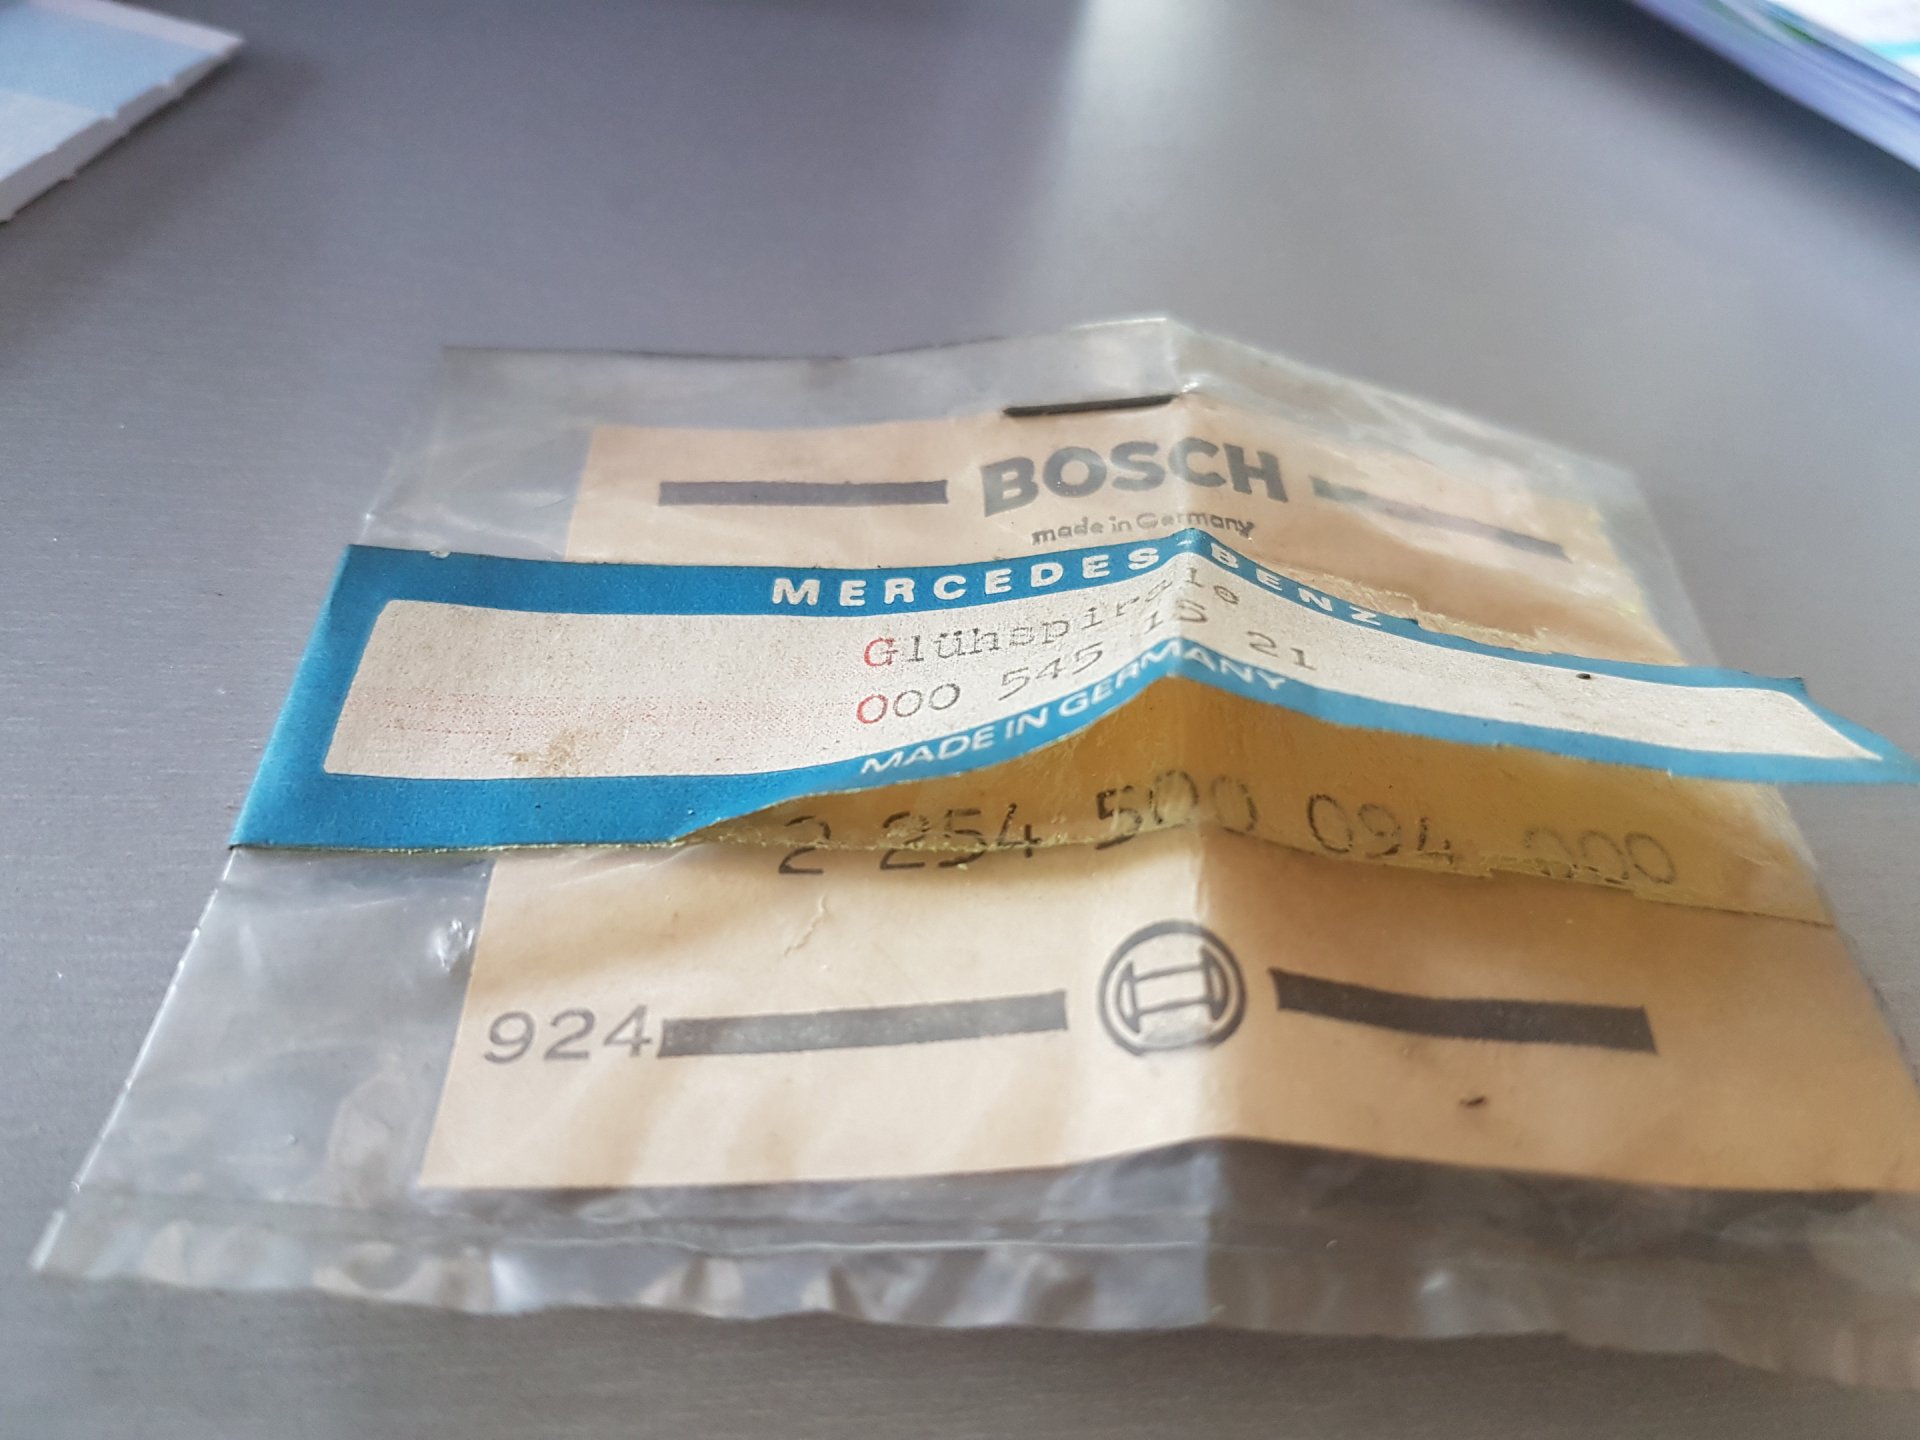 BOSCH
made in Germany
MERCEDES-BENZ
Glühspirale
000 545 15 21
MADE IN GERMANY
2 254 500 094 000
924